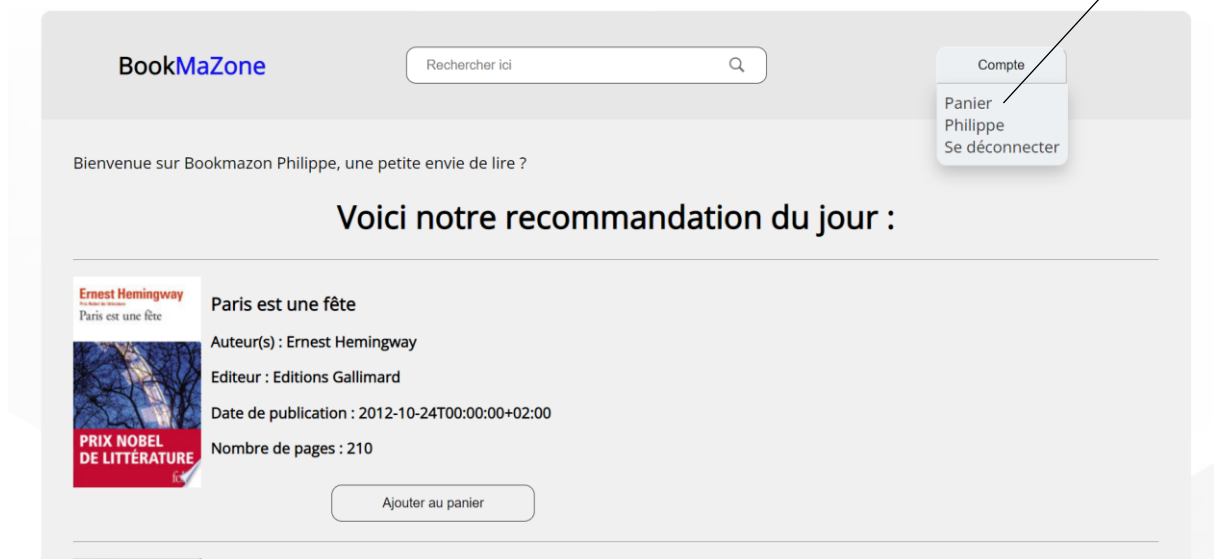 BookMaZone
Rechercher ici
Compte
Panier
Philippe
Se déconnecter
Bienvenue sur Bookmazon Philippe, une petite envie de lire ?
Voici notre recommandation du jour :
Ernest Hemingway
Paris est une fête
PRIX NOBEL
DE LITTÉRATURE
Paris est une fête
Auteur(s) : Ernest Hemingway
Editeur : Editions Gallimard
Date de publication : 2012-10-24T00:00:00+02:00
Nombre de pages : 210
Ajouter au panier